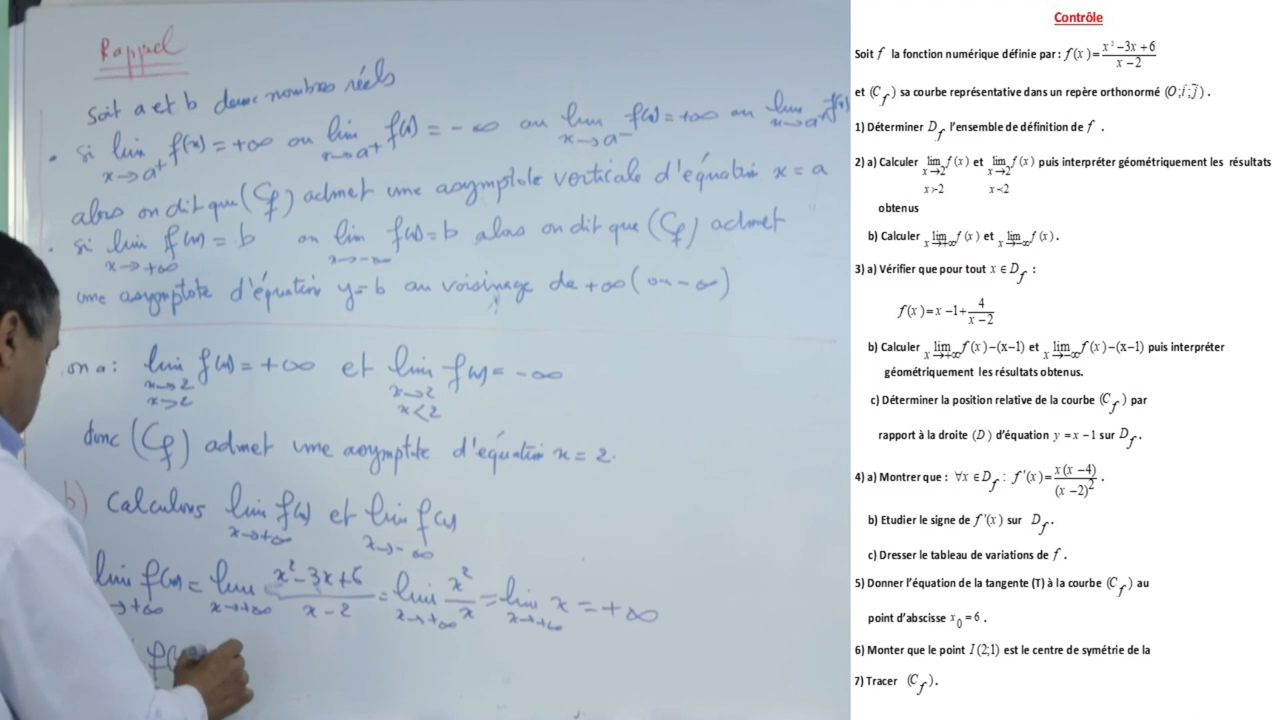 Rappel
Soit a et b deux nombres réels
• si lim x→a⁺ f(x) = +∞ ou lim x→a⁺ f(x) = -∞ ou lim x→a⁻ f(x) = +∞ ou lim x→a⁻ f(x)
alors on dit que (Cf) admet une asymptote verticale d'équation x = a
• si lim x→+∞ f(x) = b ou lim x→-∞ f(x) = b alors on dit que (Cf) admet
une asymptote d'équation y = b au voisinage de +∞ (ou -∞)
on a : lim x→2 x>2 f(x) = +∞ et lim x→2 x<2 f(x) = -∞
donc (Cf) admet une asymptote d'équation x = 2.
b) Calculons lim x→+∞ f(x) et lim x→-∞ f(x)
lim →+∞ f(x) = lim x→+∞ (x²-3x+6)/(x-2) = lim x→+∞ x²/x = lim x→+∞ x = +∞
Contrôle
Soit f la fonction numérique définie par : f(x) = (x²-3x+6)/(x-2)
et (Cf) sa courbe représentative dans un repère orthonormé (O;i;j) .
1) Déterminer Df l'ensemble de définition de f .
2) a) Calculer lim x→2 x≻2 f(x) et lim x→2 x≺2 f(x) puis interpréter géométriquement les résultats
obtenus
b) Calculer lim x→+∞ f(x) et lim x→-∞ f(x) .
3) a) Vérifier que pour tout x ∈ Df :
f(x) = x-1+4/(x-2)
b) Calculer lim x→+∞ f(x)-(x-1) et lim x→-∞ f(x)-(x-1) puis interpréter
géométriquement les résultats obtenus.
c) Déterminer la position relative de la courbe (Cf) par
rapport à la droite (D) d'équation y = x-1 sur Df .
4) a) Montrer que : ∀x ∈ Df : f'(x) = x(x-4)/(x-2)² .
b) Etudier le signe de f'(x) sur Df .
c) Dresser le tableau de variations de f .
5) Donner l'équation de la tangente (T) à la courbe (Cf) au
point d'abscisse x₀ = 6 .
6) Monter que le point I(2;1) est le centre de symétrie de la
7) Tracer (Cf) .